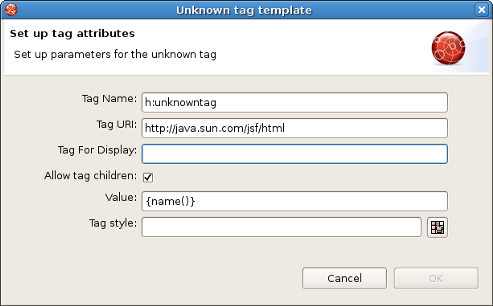 Unknown tag template
Set up tag attributes
Set up parameters for the unknown tag
Tag Name: h:unknowntag
Tag URI: http://java.sun.com/jsf/html
Tag For Display:
Allow tag children:
Value: {name()}
Tag style:
Cancel OK